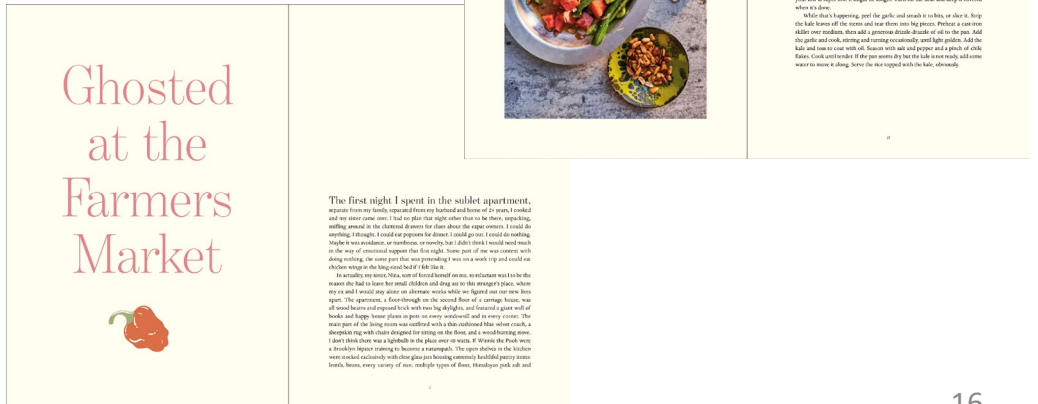 Ghosted
at the
Farmers
Market
when it's done.
While that's happening, peel the garlic and smash it to bits, or slice it. Strip
the kale leaves off the stems and tear them into big pieces. Preheat a cast-iron
skillet over medium, then add a generous drizzle-drazzle of oil to the pan. Add
the garlic and cook, stirring and turning occasionally, until light golden. Add the
kale and toss to coat with oil. Season with salt and pepper and a pinch of chile
flakes. Cook until tender. If the pan seems dry but the kale is not ready, add some
water to move it along. Serve the rice topped with the kale, obviously.
The first night I spent in the sublet apartment,
separate from my family, separated from my husband and home of 24 years, I cooked
and my sister came over. I had no plan that night other than to be there, unpacking,
sniffing around in the cluttered drawers for clues about the expat owners. I could do
anything, I thought. I could eat popcorn for dinner. I could go out. I could do nothing.
Maybe it was avoidance, or numbness, or novelty, but I didn't think I would need much
in the way of emotional support that first night. Some part of me was content with
doing nothing, the same part that was pretending I was on a work trip and could eat
chicken wings in the king-sized bed if I felt like it.
In actuality, my sister, Nina, sort of forced herself on me, so reluctant was I to be the
reason she had to leave her small children and drag ass to this stranger's place, where
my ex and I would stay alone on alternate weeks while we figured out our new lives
apart. The apartment, a floor-through on the second floor of a carriage house, was
all wood beams and exposed brick with two big skylights, and featured a giant wall of
books and happy house plants in pots on every windowsill and in every corner. The
main part of the living room was outfitted with a thin-cushioned blue velvet couch, a
sheepskin rug with chairs designed for sitting on the floor, and a wood-burning stove.
I don't think there was a lightbulb in the place over 40 watts. If Winnie the Pooh were
a Brooklyn hipster training to become a naturopath. The open shelves in the kitchen
were stocked exclusively with clear glass jars housing extremely healthful pantry items:
lentils, beans, every variety of rice, multiple types of flour, Himalayan pink salt and
16